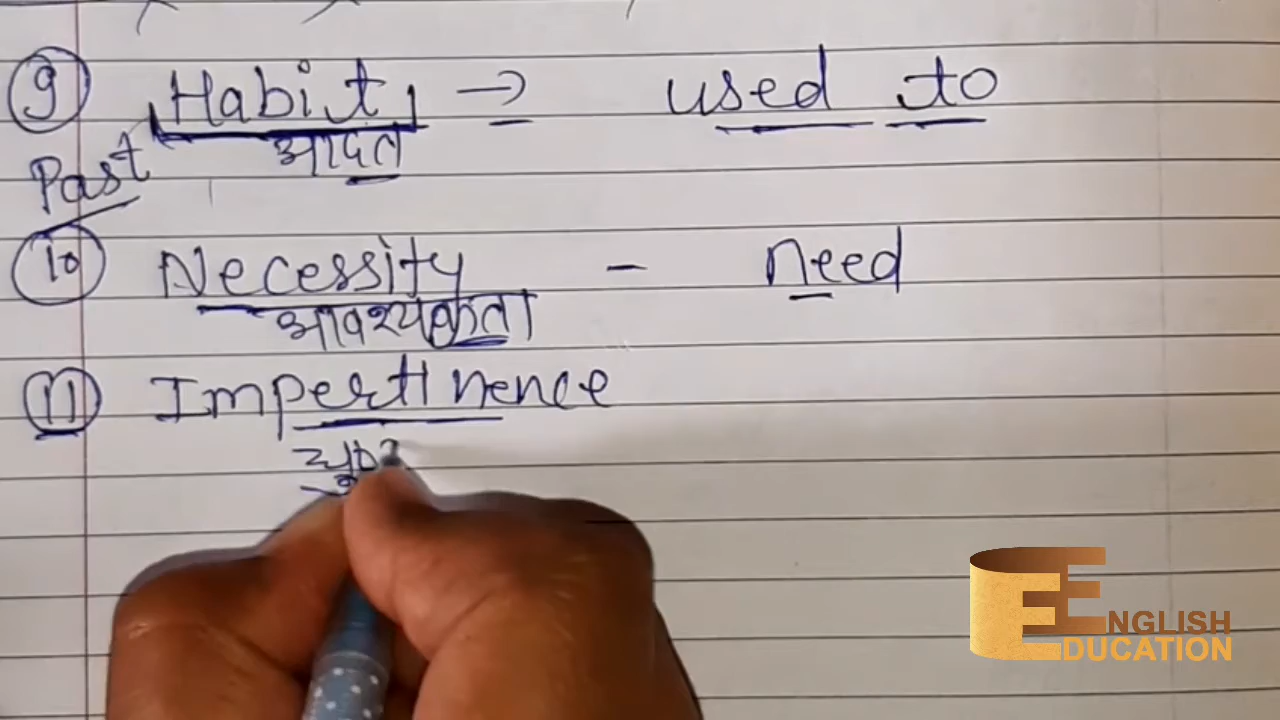 9 Habit → used to
आदत
Past
10 Necessity - need
आवश्यकता
11 Impertinence
ENGLISH
EDUCATION